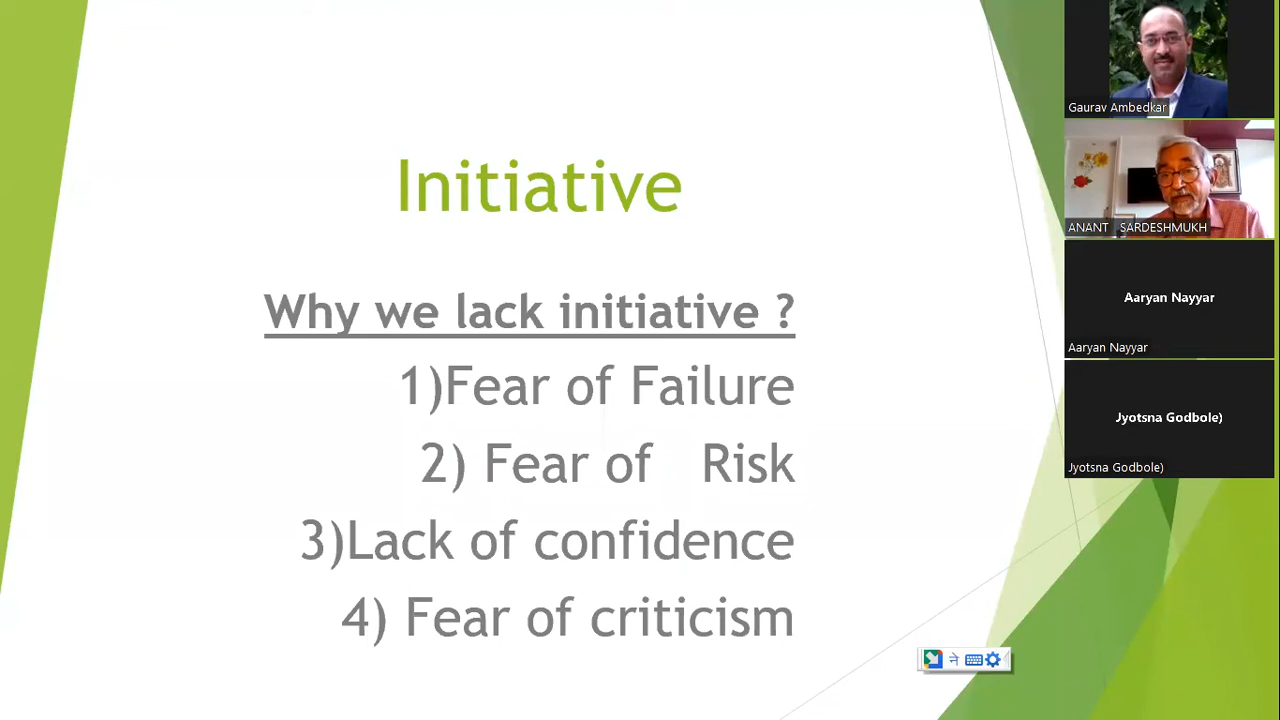 Initiative
Why we lack initiative ?
1)Fear of Failure
2) Fear of Risk
3)Lack of confidence
4) Fear of criticism
ने
Gaurav Ambedkar
ANANT SARDESHMUKH
Aaryan Nayyar
Aaryan Nayyar
Jyotsna Godbole)
Jyotsna Godbole)